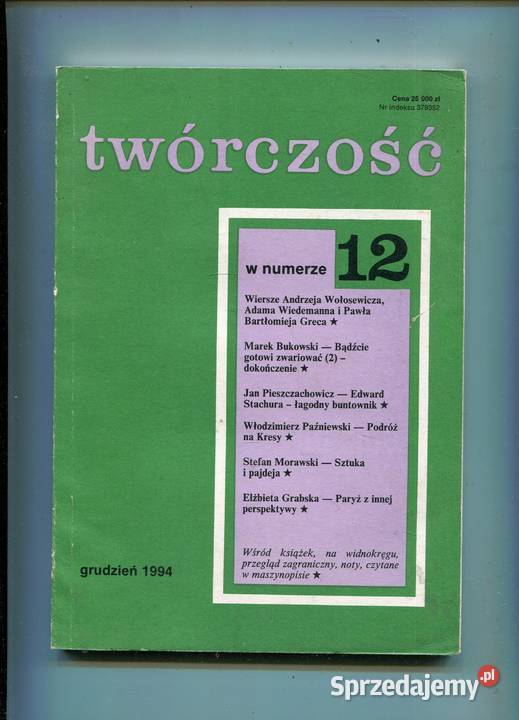 Cena 25 000 zł
Nr indeksu 379352
twórczość
w numerze 12
Wiersze Andrzeja Wołosewicza,
Adama Wiedemanna i Pawła
Bartłomieja Greca ★
Marek Bukowski — Bądźcie
gotowi zwariować (2) –
dokończenie ★
Jan Pieszczachowicz — Edward
Stachura – łagodny buntownik ★
Włodzimierz Paźniewski — Podróż
na Kresy ★
Stefan Morawski — Sztuka
i pajdeja ★
Elżbieta Grabska — Paryż z innej
perspektywy ★
Wśród książek, na widnokręgu,
przegląd zagraniczny, noty, czytane
w maszynopisie ★
grudzień 1994
Sprzedajemy.pl